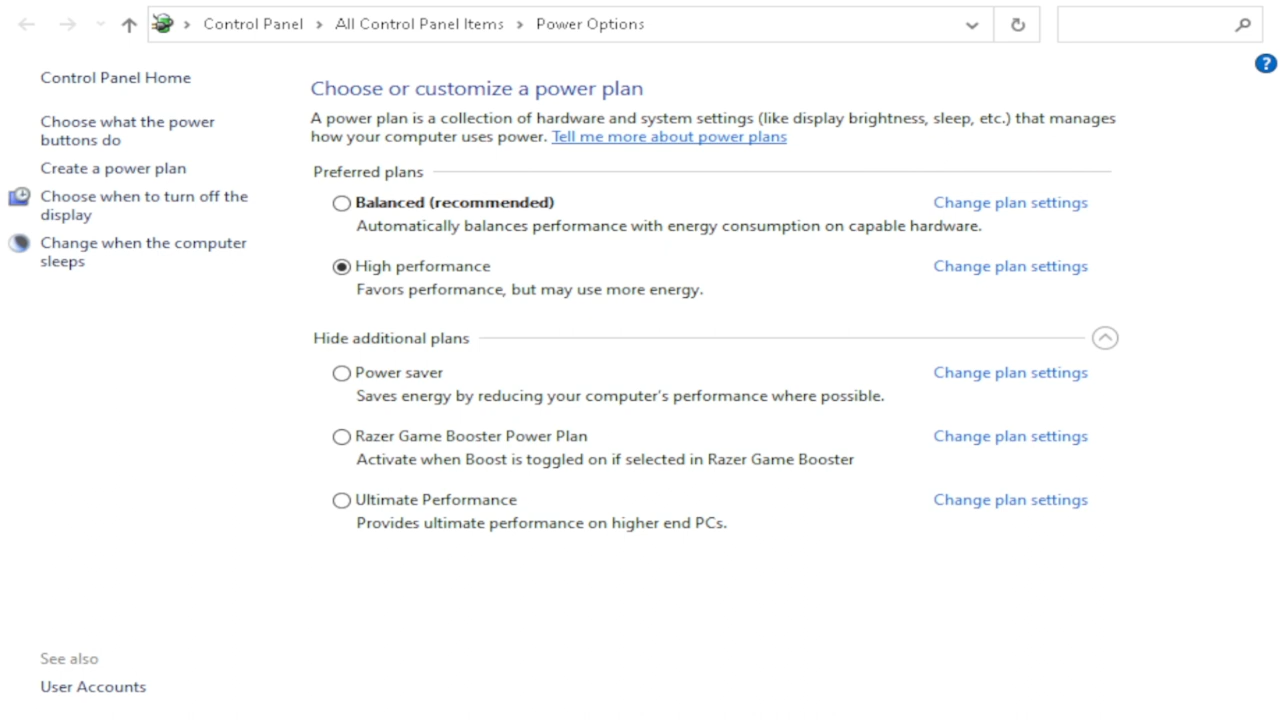 Control Panel > All Control Panel Items > Power Options
Control Panel Home
Choose what the power
buttons do
Create a power plan
Choose when to turn off the
display
Change when the computer
sleeps
Choose or customize a power plan
A power plan is a collection of hardware and system settings (like display brightness, sleep, etc.) that manages
how your computer uses power. Tell me more about power plans
Preferred plans
Balanced (recommended) Change plan settings
Automatically balances performance with energy consumption on capable hardware.
High performance Change plan settings
Favors performance, but may use more energy.
Hide additional plans
Power saver Change plan settings
Saves energy by reducing your computer's performance where possible.
Razer Game Booster Power Plan Change plan settings
Activate when Boost is toggled on if selected in Razer Game Booster
Ultimate Performance Change plan settings
Provides ultimate performance on higher end PCs.
See also
User Accounts